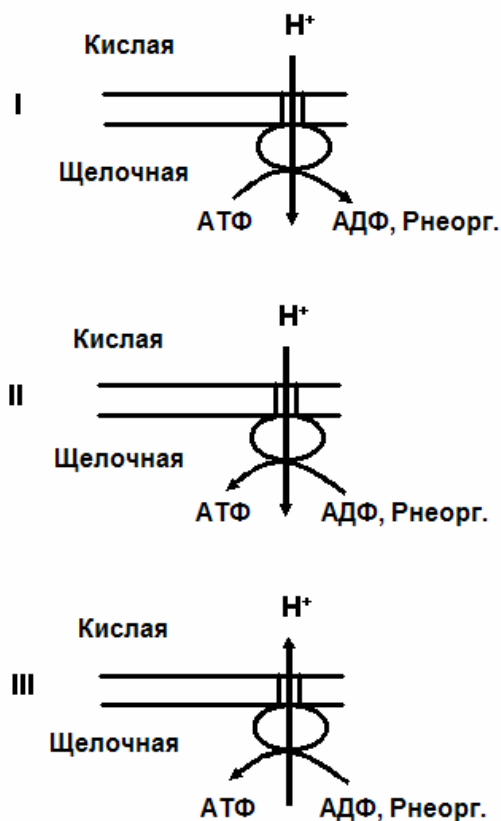 H⁺
Кислая
I
Щелочная
АТФ АДФ, Рнеорг.
H⁺
Кислая
II
Щелочная
АТФ АДФ, Рнеорг.
H⁺
Кислая
III
Щелочная
АТФ АДФ, Рнеорг.